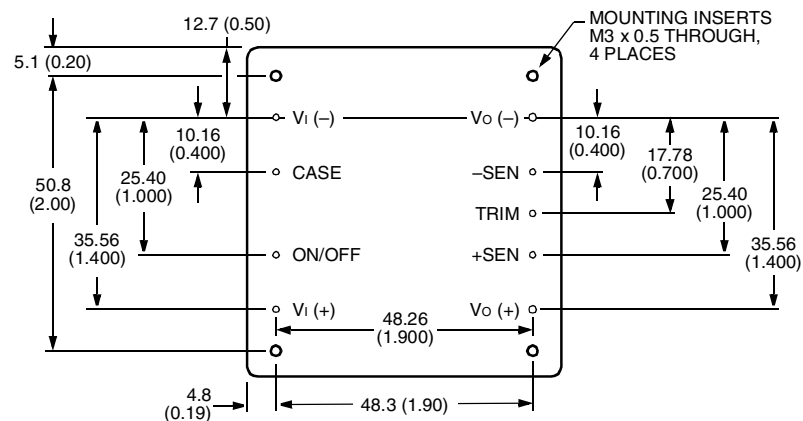 12.7 (0.50)
MOUNTING INSERTS
M3 x 0.5 THROUGH,
4 PLACES
5.1 (0.20)
VI (–)
VO (–)
10.16
(0.400)
10.16
(0.400)
CASE
–SEN
17.78
(0.700)
25.40
(1.000)
25.40
(1.000)
50.8
(2.00)
TRIM
35.56
(1.400)
35.56
(1.400)
ON/OFF
+SEN
VI (+)
VO (+)
48.26
(1.900)
4.8
(0.19)
48.3 (1.90)